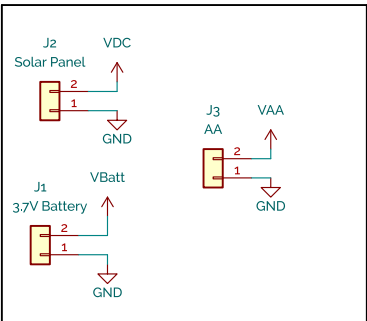 J2
VDC
Solar Panel
2
1
GND
J3
VAA
AA
2
1
GND
J1
VBatt
3.7V Battery
2
1
GND